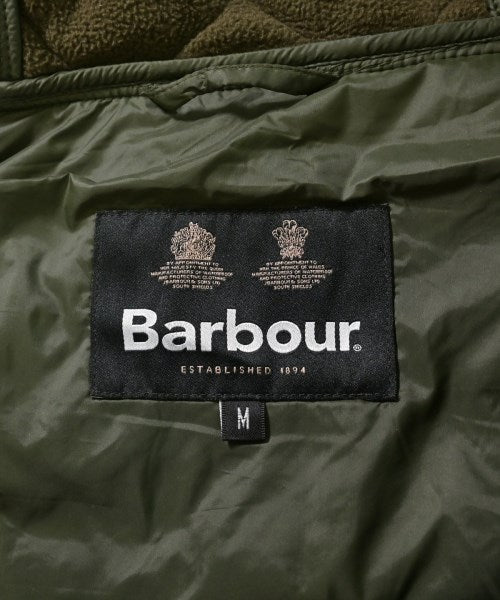 BY APPOINTMENT TO
HER MAJESTY THE QUEEN
MANUFACTURERS OF WATERPROOF
AND PROTECTIVE CLOTHING
J.BARBOUR & SONS LTD
SOUTH SHIELDS
BY APPOINTMENT TO
HRH THE PRINCE OF WALES
MANUFACTURERS OF WATERPROOF
AND PROTECTIVE CLOTHING
J.BARBOUR & SONS LTD
SOUTH SHIELDS
Barbour®
ESTABLISHED 1894
M